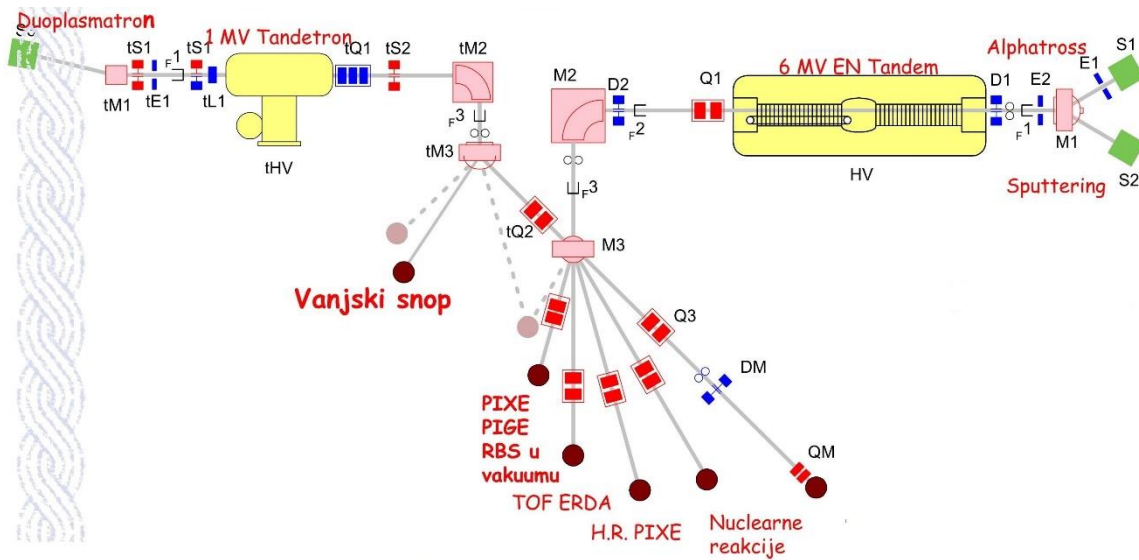 Duoplasmatron
1 MV Tandetron
tS1
tS1
tQ1
tS2
tM2
F1
tM1
tE1
tL1
tHV
F3
tM3
tQ2
Vanjski snop
M2
D2
F2
Q1
6 MV EN Tandem
HV
D1
F1
E2
M1
Alphatross
E1
S1
S2
Sputtering
F3
M3
Q3
DM
QM
PIXE
PIGE
RBS u
vakuumu
TOF ERDA
H.R. PIXE
Nuclearne
reakcije